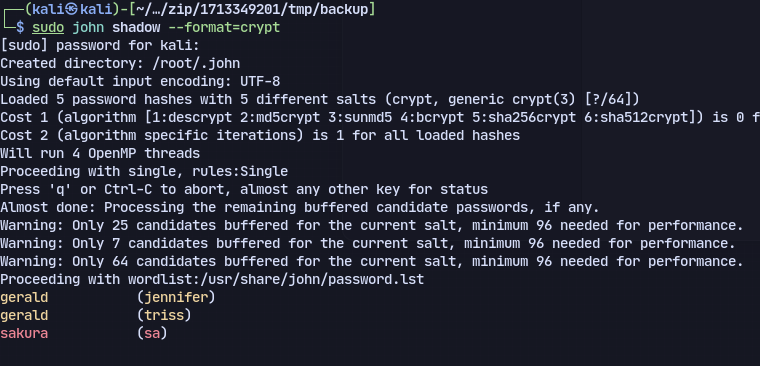 ┌──(kali㉿kali)-[~/…/zip/1713349201/tmp/backup]
└─$ sudo john shadow --format=crypt
[sudo] password for kali:
Created directory: /root/.john
Using default input encoding: UTF-8
Loaded 5 password hashes with 5 different salts (crypt, generic crypt(3) [?/64])
Cost 1 (algorithm [1:descrypt 2:md5crypt 3:sunmd5 4:bcrypt 5:sha256crypt 6:sha512crypt]) is 0 f
Cost 2 (algorithm specific iterations) is 1 for all loaded hashes
Will run 4 OpenMP threads
Proceeding with single, rules:Single
Press 'q' or Ctrl-C to abort, almost any other key for status
Almost done: Processing the remaining buffered candidate passwords, if any.
Warning: Only 25 candidates buffered for the current salt, minimum 96 needed for performance.
Warning: Only 7 candidates buffered for the current salt, minimum 96 needed for performance.
Warning: Only 64 candidates buffered for the current salt, minimum 96 needed for performance.
Proceeding with wordlist:/usr/share/john/password.lst
gerald (jennifer)
gerald (triss)
sakura (sa)